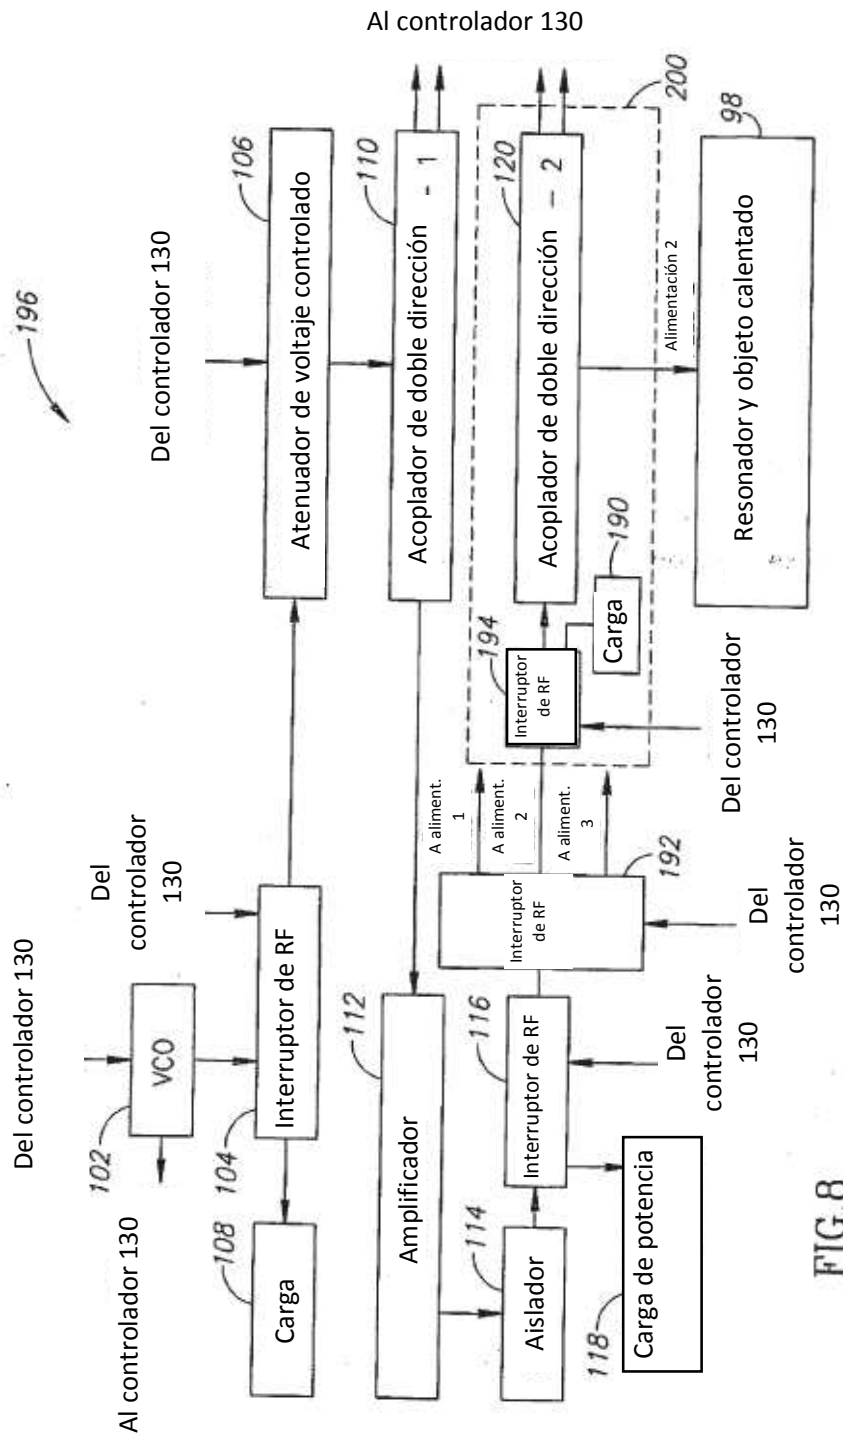 Al controlador 130
196
Del controlador 130
106
Atenuador de voltaje controlado
110
Acoplador de doble dirección - 1
200
120
Acoplador de doble dirección - 2
Alimentación 2
98
Resonador y objeto calentado
190
Carga
194
Interruptor
de RF
Del controlador
130
Del controlador 130
Al controlador 130
102
VCO
Del
controlador
130
104
Interruptor de RF
108
Carga
112
Amplificador
114
Aislador
116
Interruptor de RF
118
Carga de potencia
Del
controlador
130
A aliment.
1
A aliment.
2
A aliment.
3
192
Interruptor
de RF
Del
controlador
130
FIG.8